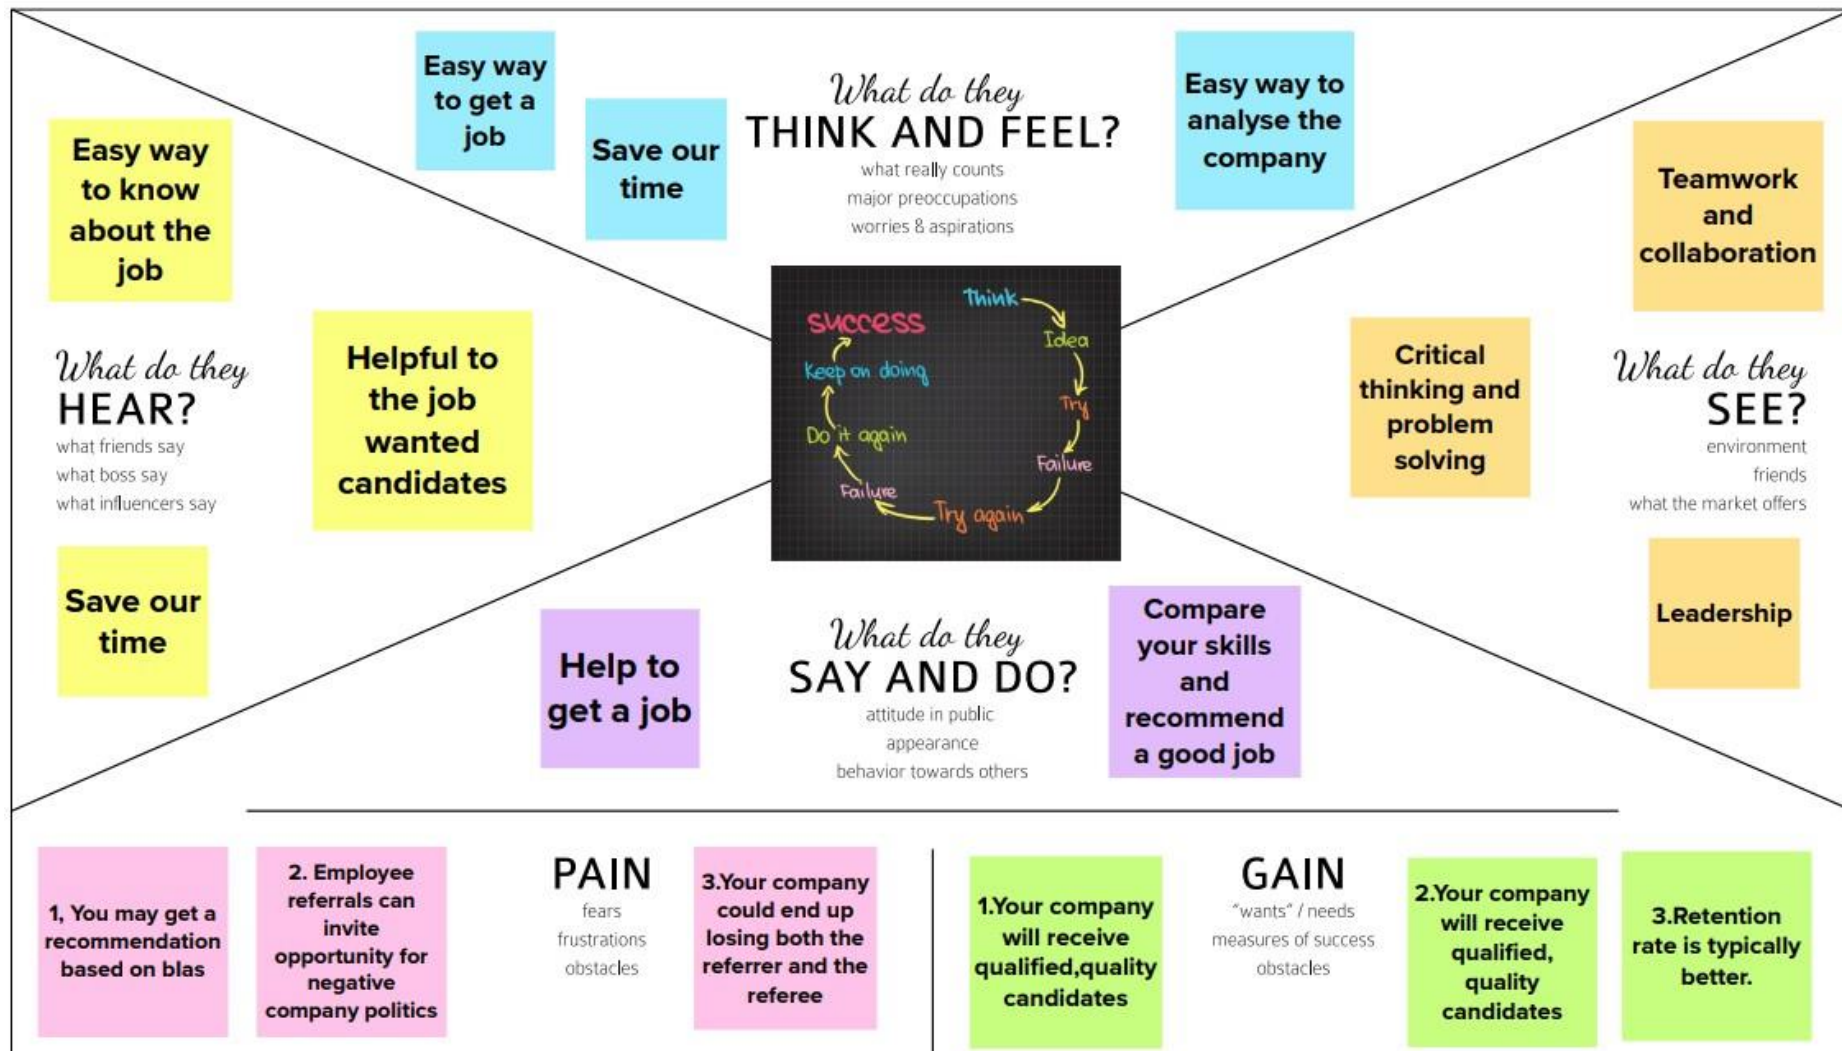 Easy way
to get a
job
Save our
time
What do they
THINK AND FEEL?
what really counts
major preoccupations
worries & aspirations
Easy way to
analyse the
company
Easy way
to know
about the
job
What do they
HEAR?
what friends say
what boss say
what influencers say
Helpful to
the job
wanted
candidates
Save our
time
Think
Idea
Try
Failure
Try again
Failure
Do it again
Keep on doing
success
Teamwork
and
collaboration
Critical
thinking and
problem
solving
What do they
SEE?
environment
friends
what the market offers
Leadership
Help to
get a job
What do they
SAY AND DO?
attitude in public
appearance
behavior towards others
Compare
your skills
and
recommend
a good job
1, You may get a
recommendation
based on blas
2. Employee
referrals can
invite
opportunity for
negative
company politics
PAIN
fears
frustrations
obstacles
3.Your company
could end up
losing both the
referrer and the
referee
1.Your company
will receive
qualified,quality
candidates
GAIN
"wants" / needs
measures of success
obstacles
2.Your company
will receive
qualified,
quality
candidates
3.Retention
rate is typically
better.